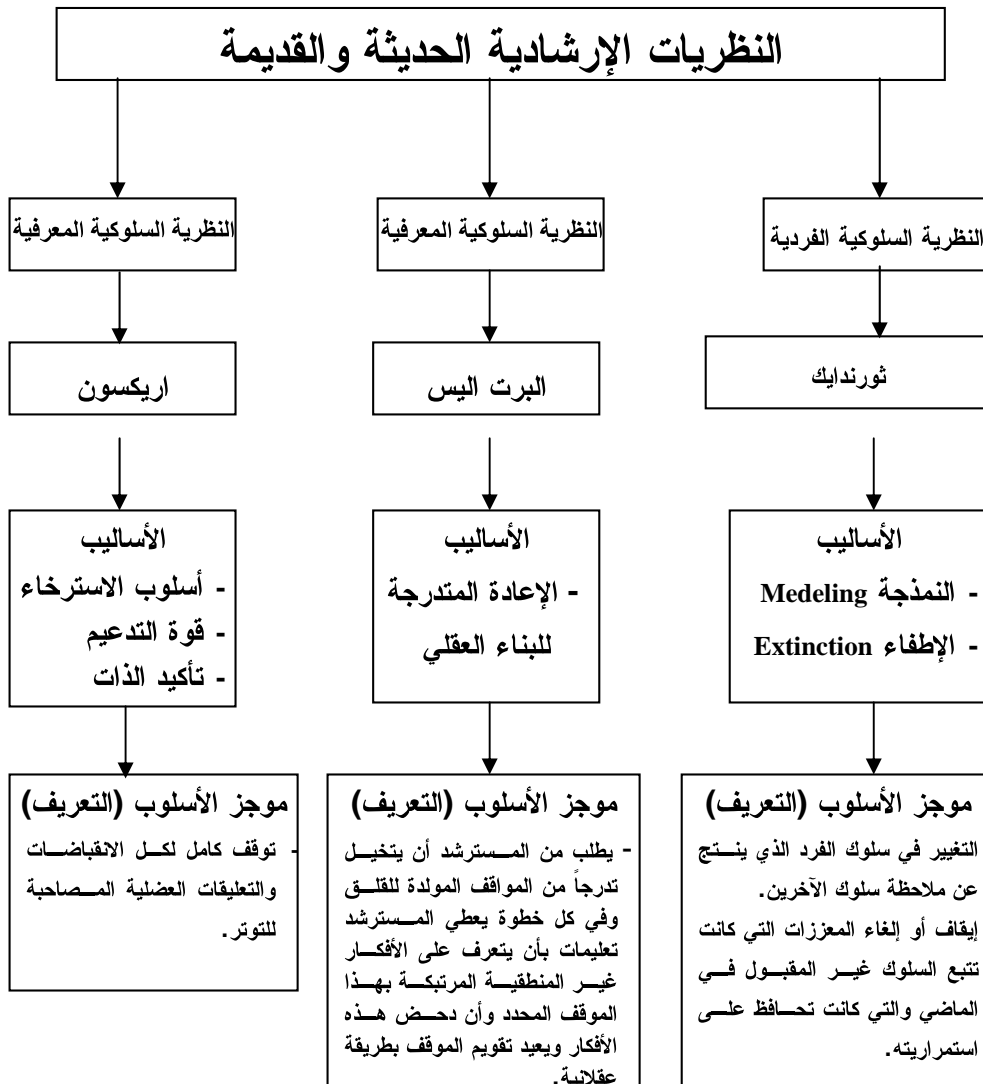 النظريات الإرشادية الحديثة والقديمة
النظرية السلوكية الفردية
النظرية السلوكية المعرفية
النظرية السلوكية المعرفية
ثورندايك
البرت اليس
اريكسون
الأساليب
- النمذجة Medeling
- الإطفاء Extinction
الأساليب
- الإعادة المتدرجة
للبناء العقلي
الأساليب
- أسلوب الاسترخاء
- قوة التدعيم
- تأكيد الذات
موجز الأسلوب (التعريف)
التغيير في سلوك الفرد الذي ينتج
عن ملاحظة سلوك الآخرين.
إيقاف أو إلغاء المعززات التي كانت
تتبع السلوك غير المقبول في
الماضي والتي كانت تحافظ على
استمراريته.
موجز الأسلوب (التعريف)
- يطلب من المسترشد أن يتخيل
تدرجاً من المواقف المولدة للقلق
وفي كل خطوة يعطي المسترشد
تعليمات بأن يتعرف على الأفكار
غير المنطقية المرتبكة بهذا
الموقف المحدد وأن دحض هذه
الأفكار ويعيد تقويم الموقف بطريقة
عقلانية.
موجز الأسلوب (التعريف)
- توقف كامل لكل الانقباضات
والتعليقات العضلية المصاحبة
للتوتر.